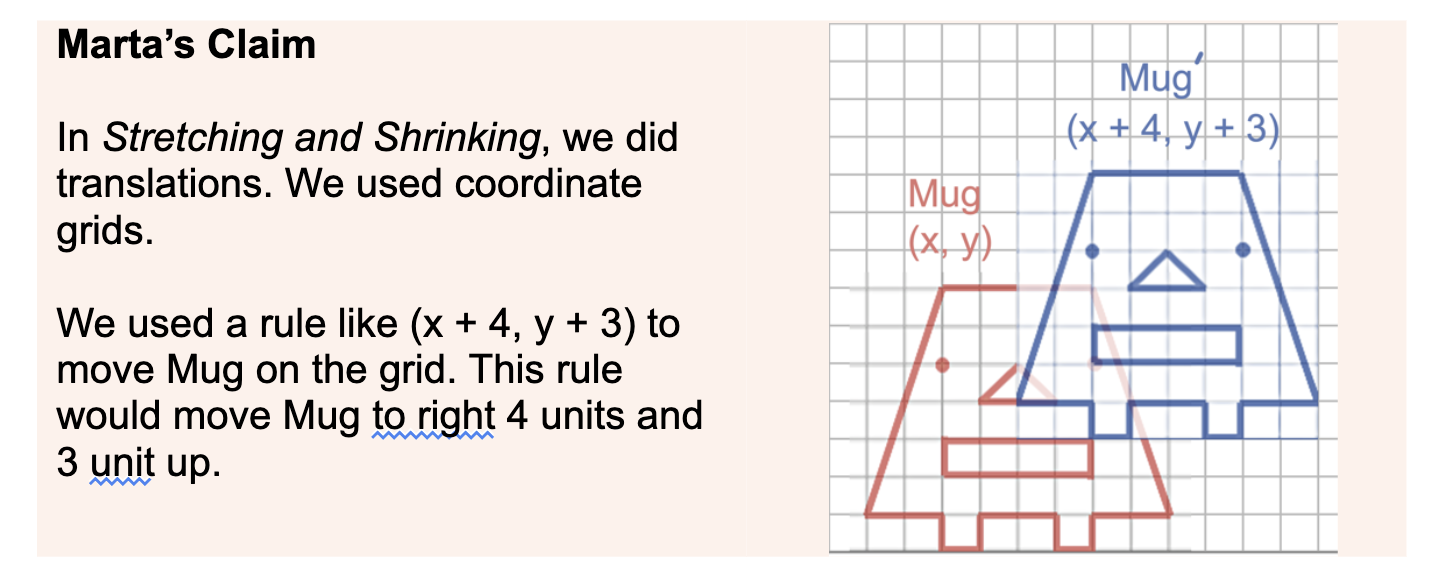 Marta’s Claim
In Stretching and Shrinking, we did
translations. We used coordinate
grids.
We used a rule like (x + 4, y + 3) to
move Mug on the grid. This rule
would move Mug to right 4 units and
3 unit up.
Mug′
(x + 4, y + 3)
Mug
(x, y)